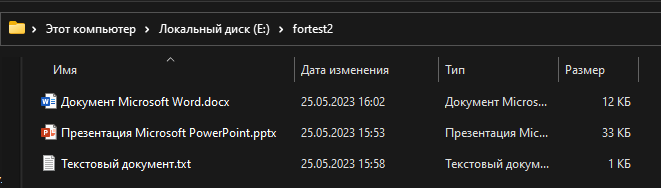 Этот компьютер > Локальный диск (E:) > fortest2
Имя Дата изменения Тип Размер
Документ Microsoft Word.docx 25.05.2023 16:02 Документ Micros... 12 КБ
Презентация Microsoft PowerPoint.pptx 25.05.2023 15:53 Презентация Mic... 33 КБ
Текстовый документ.txt 25.05.2023 15:58 Текстовый докум... 1 КБ